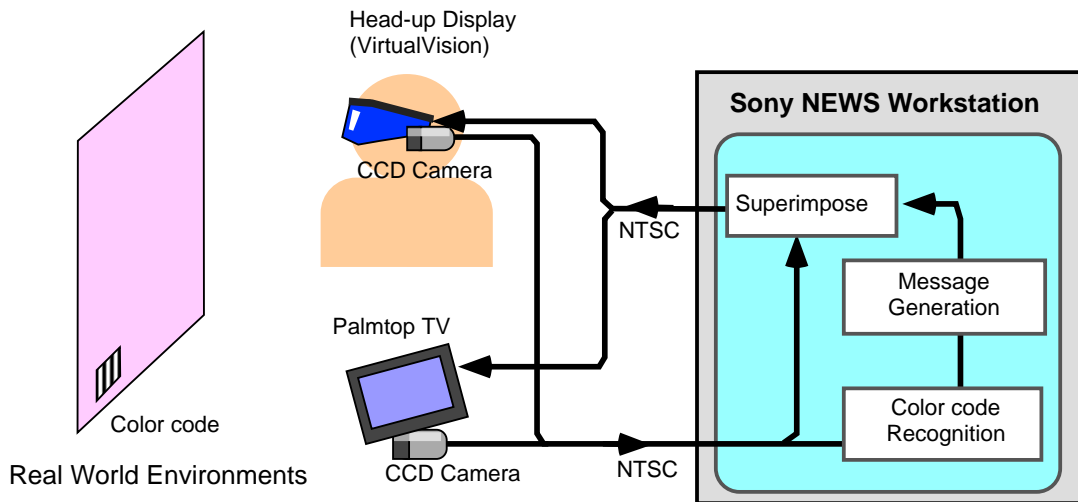 Head-up Display
(VirtualVision)
CCD Camera
Sony NEWS Workstation
Superimpose
NTSC
Message
Generation
Palmtop TV
Color code
Color code
Recognition
CCD Camera
NTSC
Real World Environments